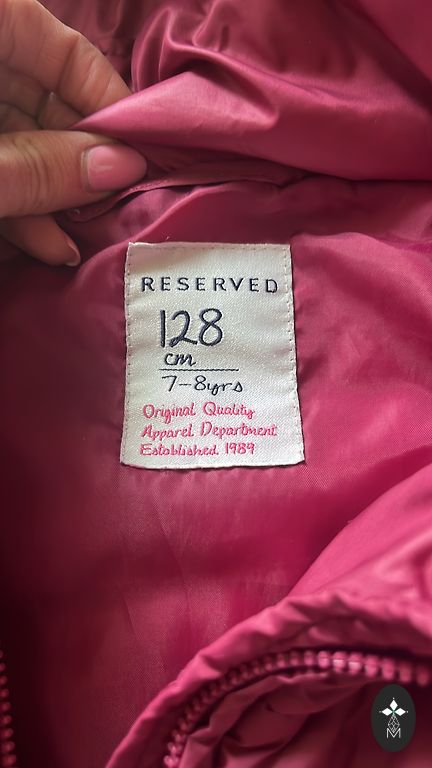 RESERVED
128
cm
7-8yrs
Original Quality
Apparel Department
Established 1989